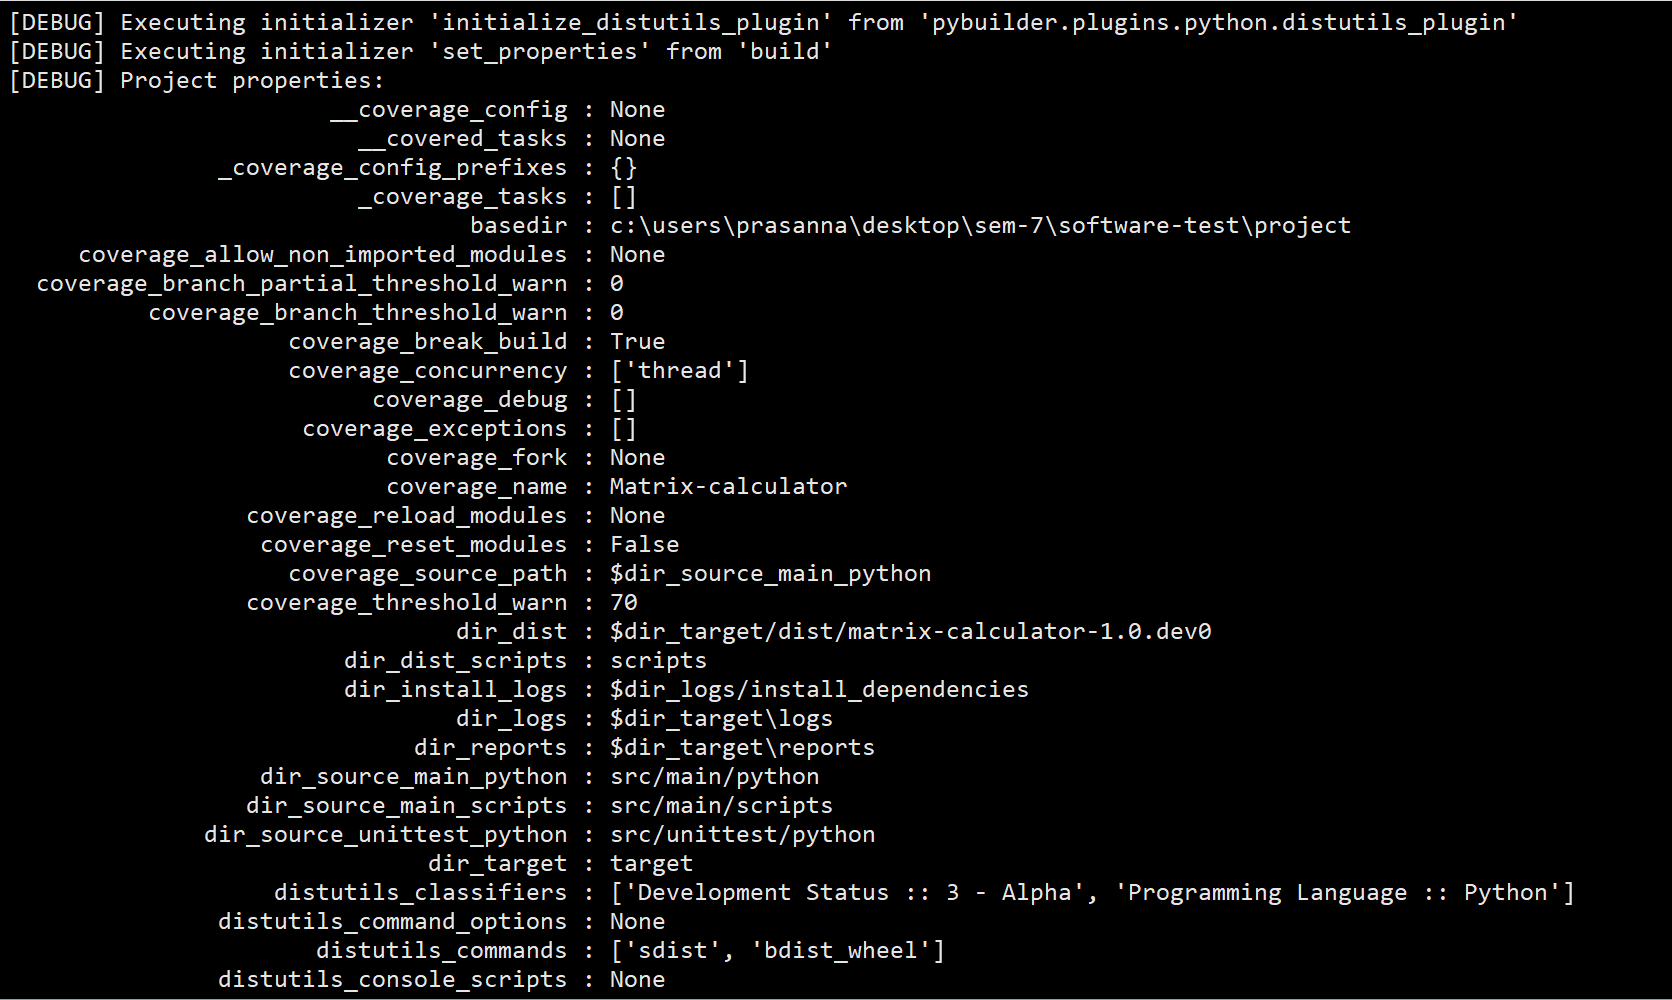 [DEBUG] Executing initializer 'initialize_distutils_plugin' from 'pybuilder.plugins.python.distutils_plugin'
[DEBUG] Executing initializer 'set_properties' from 'build'
[DEBUG] Project properties:
__coverage_config : None
__covered_tasks : None
_coverage_config_prefixes : {}
_coverage_tasks : []
basedir : c:\users\prasanna\desktop\sem-7\software-test\project
coverage_allow_non_imported_modules : None
coverage_branch_partial_threshold_warn : 0
coverage_branch_threshold_warn : 0
coverage_break_build : True
coverage_concurrency : ['thread']
coverage_debug : []
coverage_exceptions : []
coverage_fork : None
coverage_name : Matrix-calculator
coverage_reload_modules : None
coverage_reset_modules : False
coverage_source_path : $dir_source_main_python
coverage_threshold_warn : 70
dir_dist : $dir_target/dist/matrix-calculator-1.0.dev0
dir_dist_scripts : scripts
dir_install_logs : $dir_logs/install_dependencies
dir_logs : $dir_target\logs
dir_reports : $dir_target\reports
dir_source_main_python : src/main/python
dir_source_main_scripts : src/main/scripts
dir_source_unittest_python : src/unittest/python
dir_target : target
distutils_classifiers : ['Development Status :: 3 - Alpha', 'Programming Language :: Python']
distutils_command_options : None
distutils_commands : ['sdist', 'bdist_wheel']
distutils_console_scripts : None